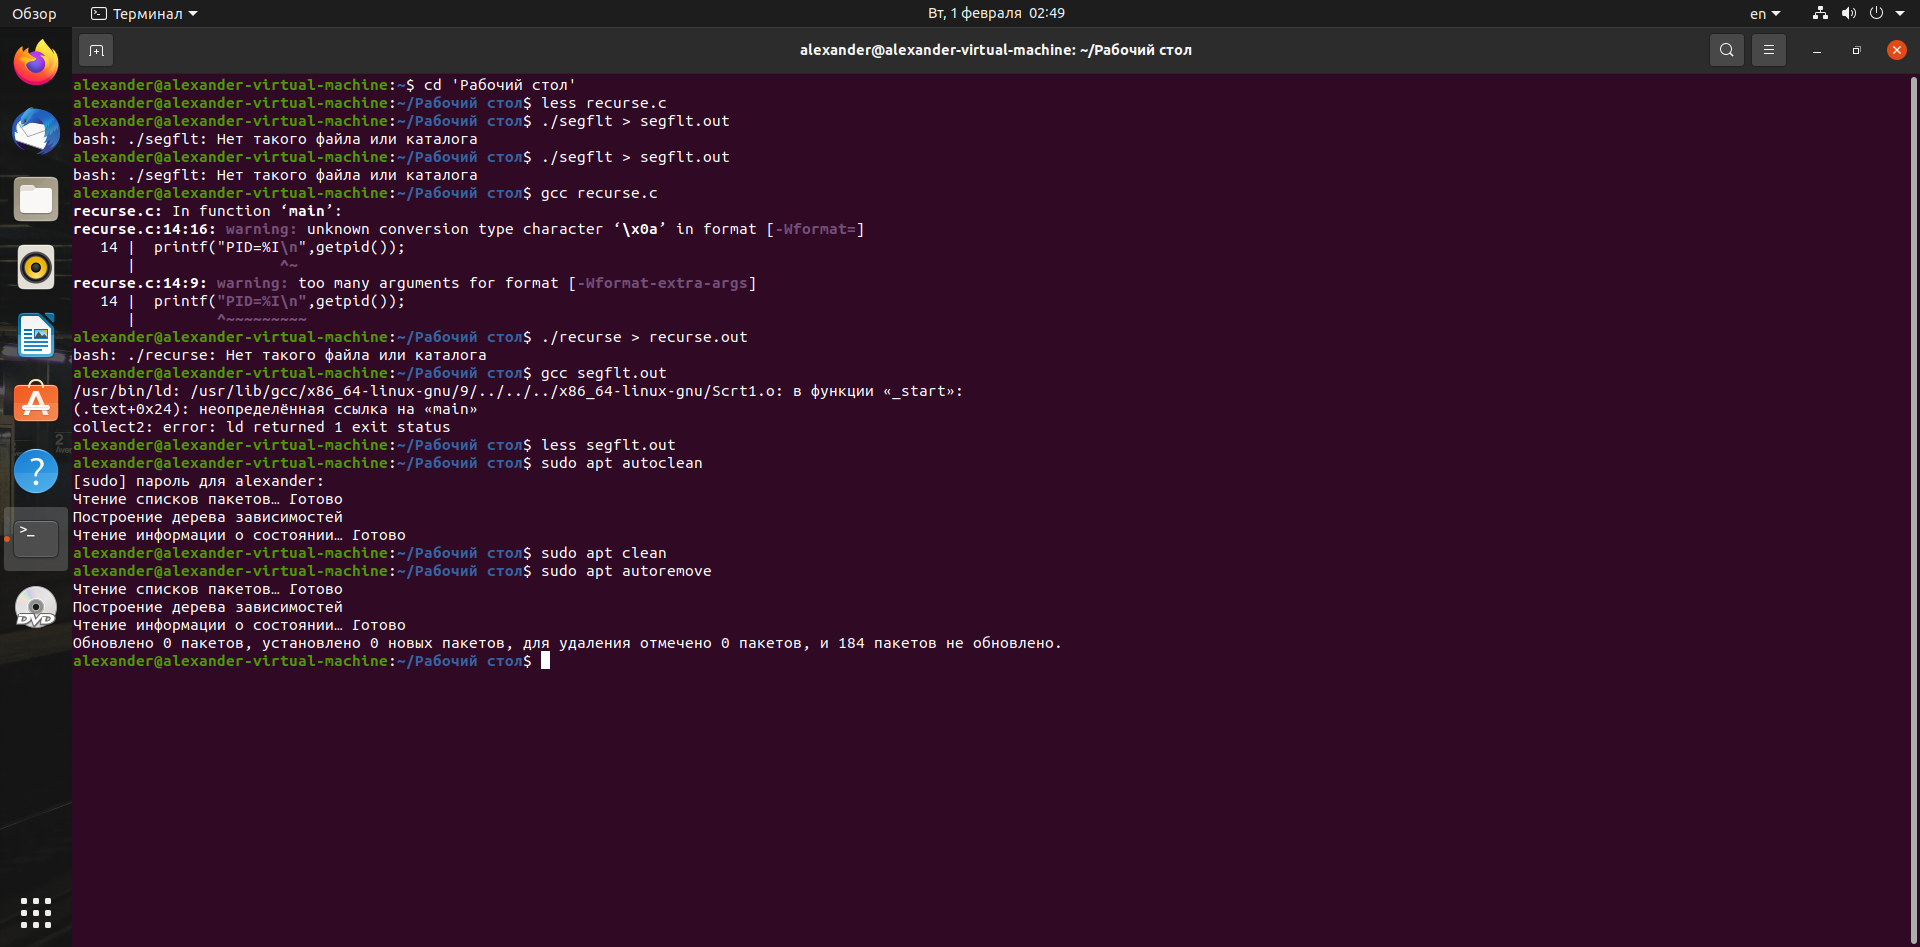 Обзор
Терминал
Вт, 1 февраля 02:49
en
alexander@alexander-virtual-machine: ~/Рабочий стол
alexander@alexander-virtual-machine:~$ cd 'Рабочий стол'
alexander@alexander-virtual-machine:~/Рабочий стол$ less recurse.c
alexander@alexander-virtual-machine:~/Рабочий стол$ ./segflt > segflt.out
bash: ./segflt: Нет такого файла или каталога
alexander@alexander-virtual-machine:~/Рабочий стол$ ./segflt > segflt.out
bash: ./segflt: Нет такого файла или каталога
alexander@alexander-virtual-machine:~/Рабочий стол$ gcc recurse.c
recurse.c: In function ‘main’:
recurse.c:14:16: warning: unknown conversion type character ‘\x0a’ in format [-Wformat=]
   14 |  printf("PID=%I\n",getpid());
      |                ^~
recurse.c:14:9: warning: too many arguments for format [-Wformat-extra-args]
   14 |  printf("PID=%I\n",getpid());
      |         ^~~~~~~~~~
alexander@alexander-virtual-machine:~/Рабочий стол$ ./recurse > recurse.out
bash: ./recurse: Нет такого файла или каталога
alexander@alexander-virtual-machine:~/Рабочий стол$ gcc segflt.out
/usr/bin/ld: /usr/lib/gcc/x86_64-linux-gnu/9/../../../x86_64-linux-gnu/Scrt1.o: в функции «_start»:
(.text+0x24): неопределённая ссылка на «main»
collect2: error: ld returned 1 exit status
alexander@alexander-virtual-machine:~/Рабочий стол$ less segflt.out
alexander@alexander-virtual-machine:~/Рабочий стол$ sudo apt autoclean
[sudo] пароль для alexander:
Чтение списков пакетов… Готово
Построение дерева зависимостей
Чтение информации о состоянии… Готово
alexander@alexander-virtual-machine:~/Рабочий стол$ sudo apt clean
alexander@alexander-virtual-machine:~/Рабочий стол$ sudo apt autoremove
Чтение списков пакетов… Готово
Построение дерева зависимостей
Чтение информации о состоянии… Готово
Обновлено 0 пакетов, установлено 0 новых пакетов, для удаления отмечено 0 пакетов, и 184 пакетов не обновлено.
alexander@alexander-virtual-machine:~/Рабочий стол$
DVD